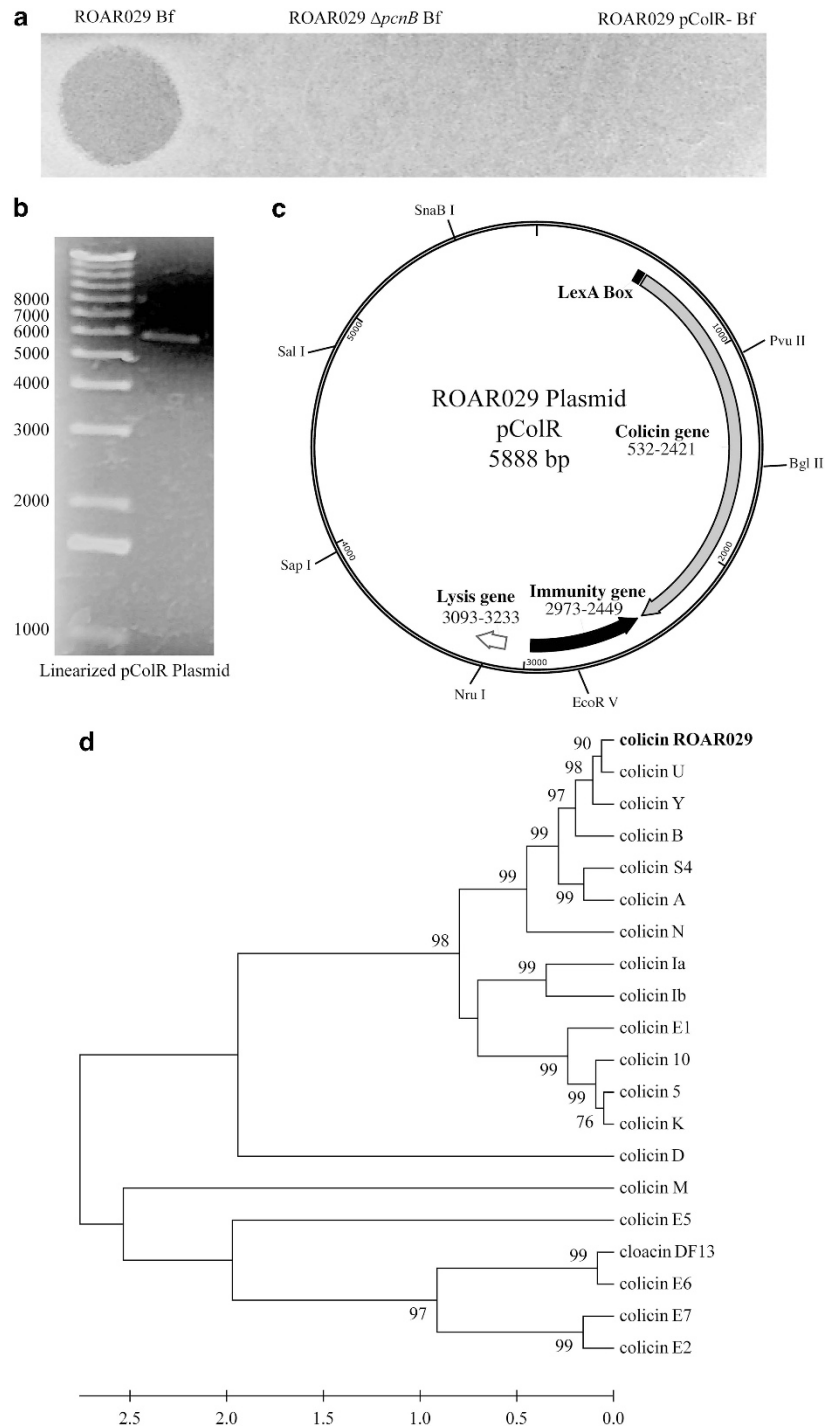 a
ROAR029 Bf
ROAR029 ΔpcnB Bf
ROAR029 pColR- Bf
b
8000
7000
6000
5000
4000
3000
2000
1000
Linearized pColR Plasmid
c
SnaB I
LexA Box
1000
Pvu II
5000
Sal I
ROAR029 Plasmid
pColR
5888 bp
Colicin gene
532-2421
Bgl II
2000
4000
Sap I
Lysis gene
3093-3233
Immunity gene
2973-2449
3000
Nru I
EcoR V
d
90
colicin ROAR029
98
colicin U
97
colicin Y
99
colicin B
99
colicin S4
99
colicin A
98
colicin N
99
colicin Ia
colicin Ib
99
colicin E1
99
colicin 10
76
colicin 5
colicin K
colicin D
colicin M
colicin E5
99
cloacin DF13
97
colicin E6
99
colicin E7
colicin E2
2.5 2.0 1.5 1.0 0.5 0.0